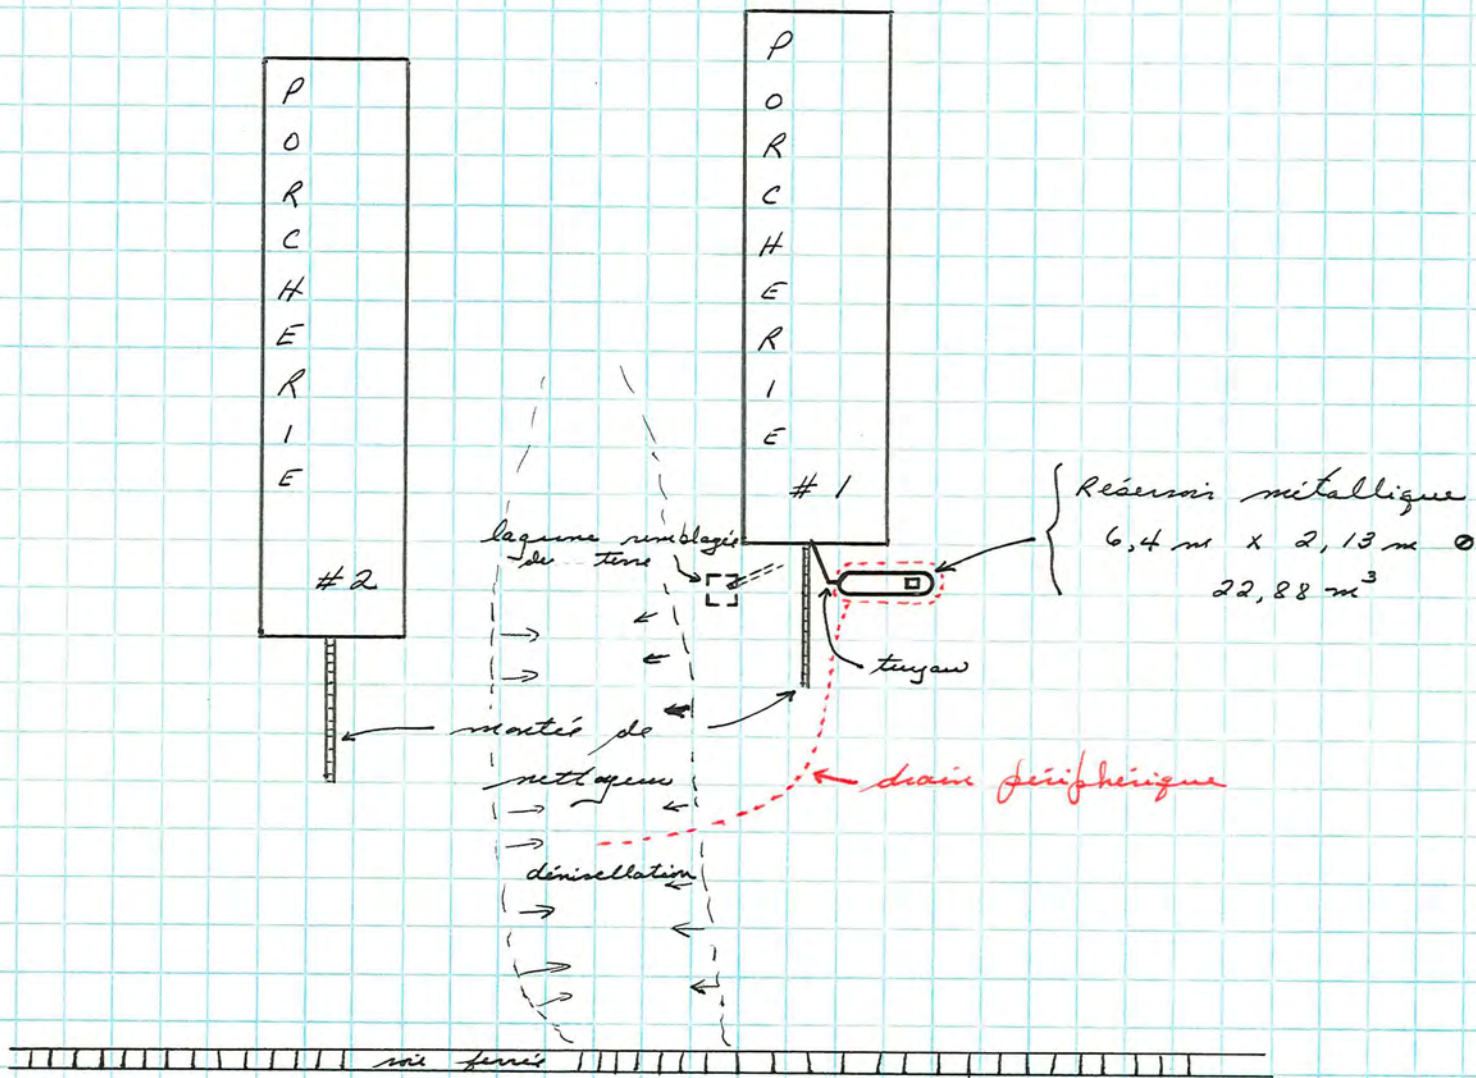 PORCHERIE
#2
PORCHERIE
#1
Réservoir métallique
6,4 m x 2,13 m ⌀
22,88 m³
lagune remblagée
de terre
tuyau
montée de
nettoyeur
drain périphérique
dénivellation
voie ferrée